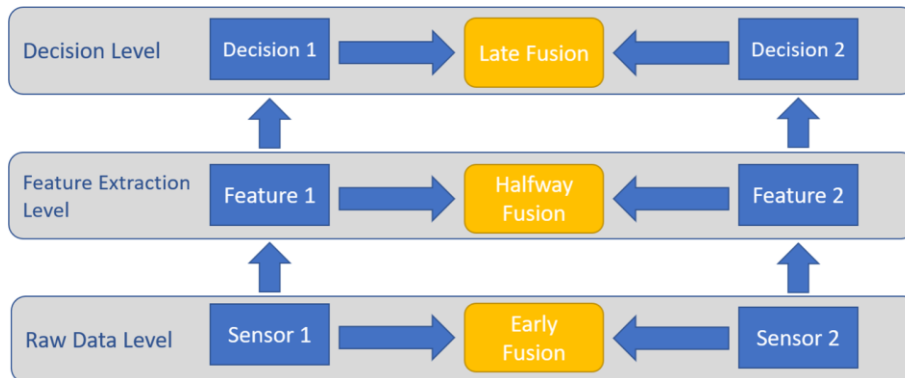 Decision Level
Decision 1
Late Fusion
Decision 2
Feature Extraction
Level
Feature 1
Halfway
Fusion
Feature 2
Raw Data Level
Sensor 1
Early
Fusion
Sensor 2